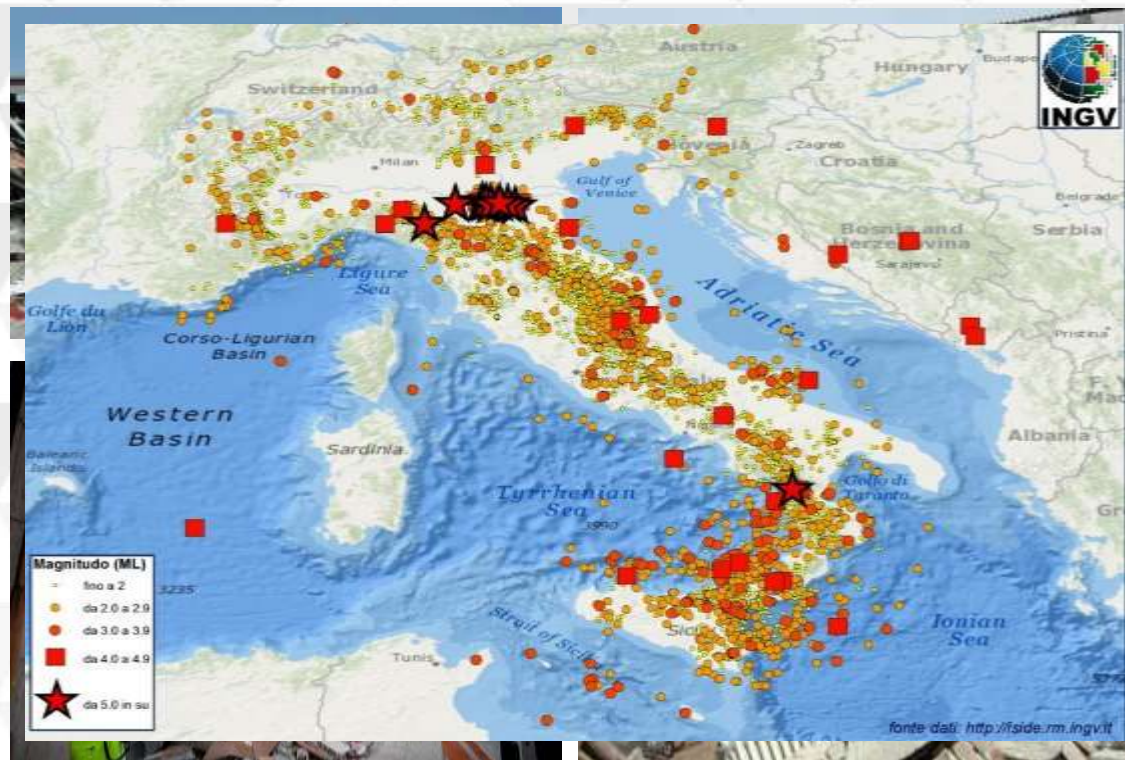 Austria
Hungary
Budap
INGV
Switzerland
Slovenia
Zagreb
Croatia
Milan
Gulf of
Venice
Belgrade
Serbia
Bosnia and
Herzegovina
Sarajevo
Ligure
Sea
Adriatic Sea
Golfe du
Lion
Corso-Ligurian
Basin
Pristina
Western
Basin
Sardinia
Albania
Balearic
Islands
Tyrrhenian
Sea
3990
Golfo di
Taranto
Magnitudo (ML)
fino a 2
da 2.0 a 2.9
da 3.0 a 3.9
da 4.0 a 4.9
da 5.0 in su
3235
Strait of Sicily
Ionian
Sea
Tunis
fonte dati: http://iside.rm.ingv.it